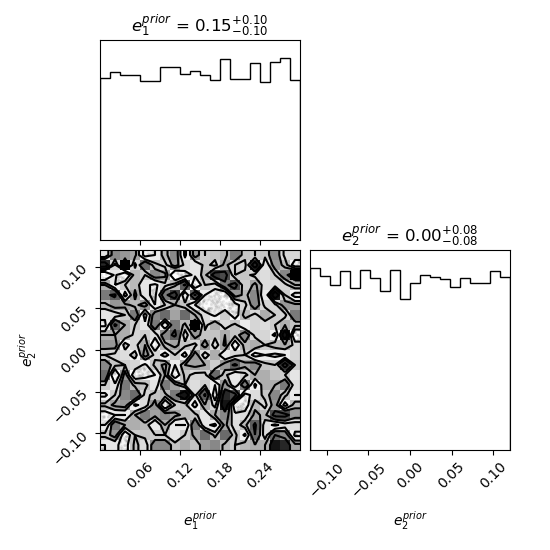 e_1^{prior} = 0.15^{+0.10}_{-0.10}
e_2^{prior} = 0.00^{+0.08}_{-0.08}
0.10
0.05
0.00
−0.05
−0.10
e_2^{prior}
0.06 0.12 0.18 0.24
−0.10 −0.05 0.00 0.05 0.10
e_1^{prior}
e_2^{prior}